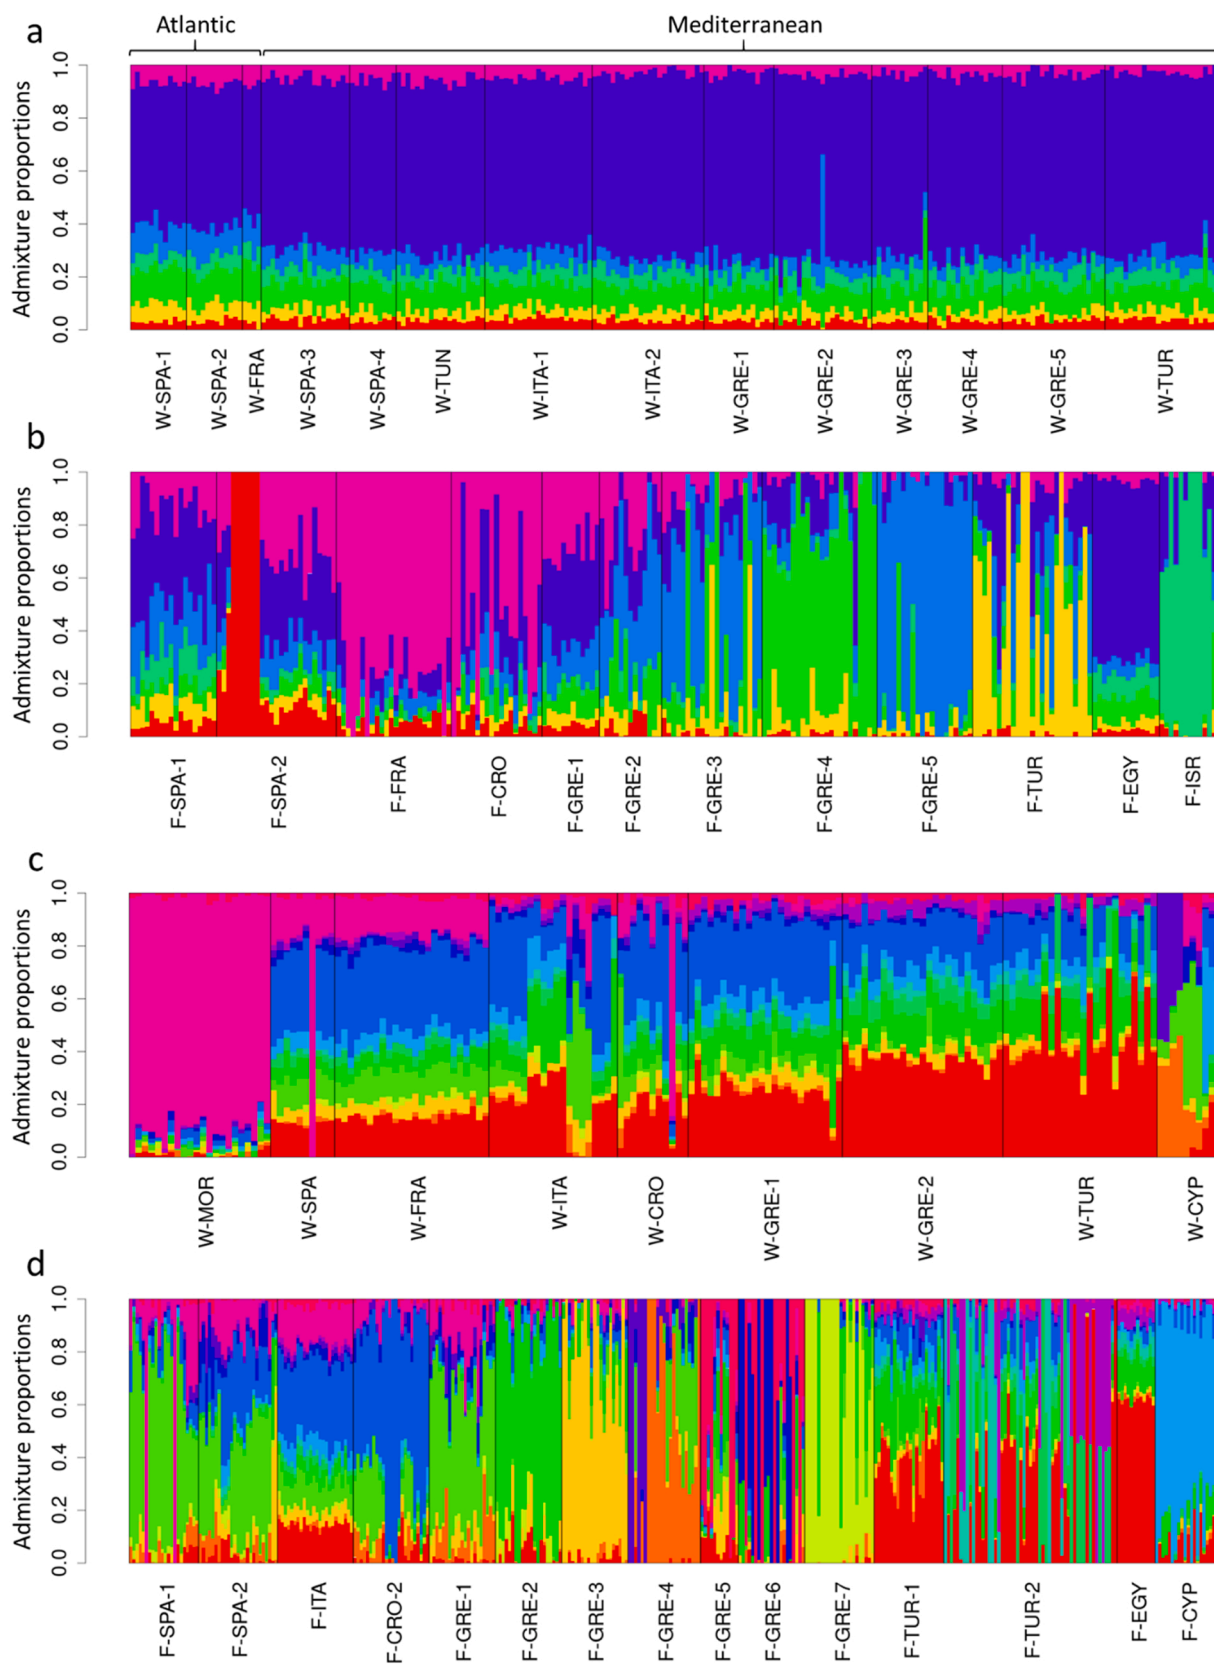 a
Atlantic
Mediterranean
Admixture proportions
0.0 0.2 0.4 0.6 0.8 1.0
W-SPA-1 W-SPA-2 W-FRA W-SPA-3 W-SPA-4 W-TUN W-ITA-1 W-ITA-2 W-GRE-1 W-GRE-2 W-GRE-3 W-GRE-4 W-GRE-5 W-TUR
b
Admixture proportions
0.0 0.2 0.4 0.6 0.8 1.0
F-SPA-1 F-SPA-2 F-FRA F-CRO F-GRE-1 F-GRE-2 F-GRE-3 F-GRE-4 F-GRE-5 F-TUR F-EGY F-ISR
c
Admixture proportions
0.0 0.2 0.4 0.6 0.8 1.0
W-MOR W-SPA W-FRA W-ITA W-CRO W-GRE-1 W-GRE-2 W-TUR W-CYP
d
Admixture proportions
0.0 0.2 0.4 0.6 0.8 1.0
F-SPA-1 F-SPA-2 F-ITA F-CRO-2 F-GRE-1 F-GRE-2 F-GRE-3 F-GRE-4 F-GRE-5 F-GRE-6 F-GRE-7 F-TUR-1 F-TUR-2 F-EGY F-CYP